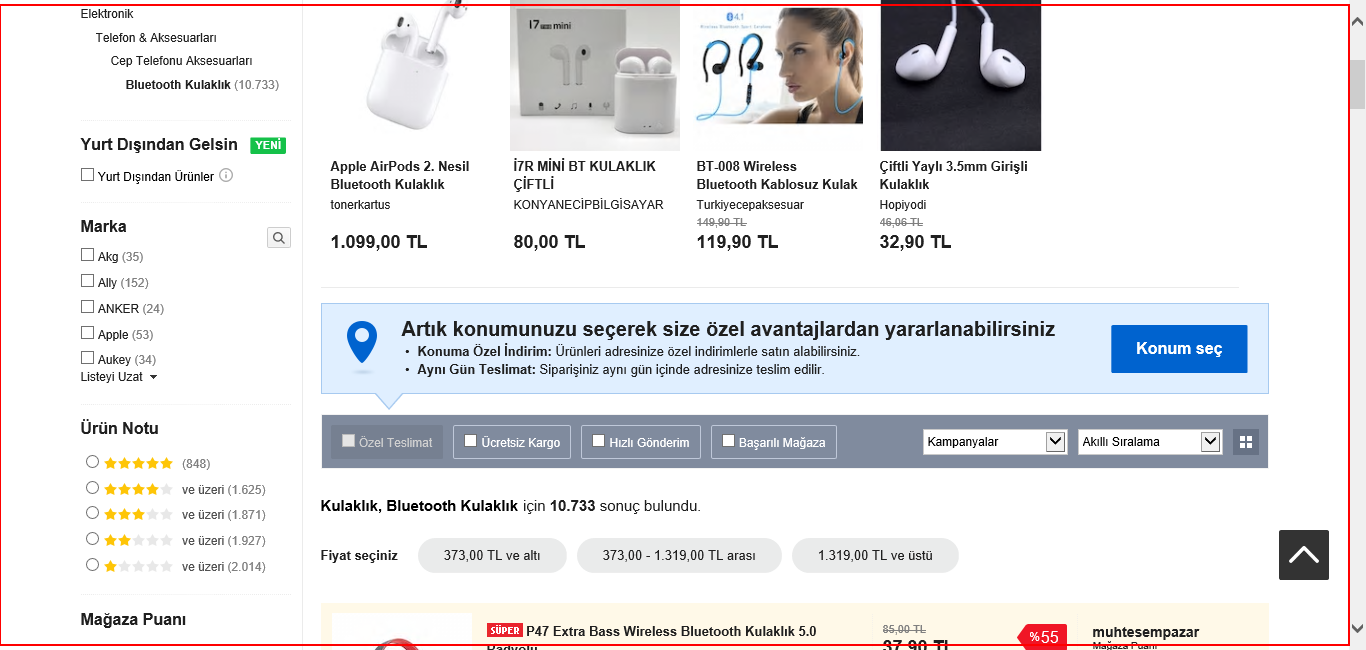 Elektronik
Telefon & Aksesuarları
Cep Telefonu Aksesuarları
Bluetooth Kulaklık (10.733)
Yurt Dışından Gelsin YENİ
Yurt Dışından Ürünler
Marka
Akg (35)
Ally (152)
ANKER (24)
Apple (53)
Aukey (34)
Listeyi Uzat
Ürün Notu
(848)
ve üzeri (1.625)
ve üzeri (1.871)
ve üzeri (1.927)
ve üzeri (2.014)
Mağaza Puanı
i7 mini
4.1
Apple AirPods 2. Nesil
Bluetooth Kulaklık
tonerkartus
1.099,00 TL
İ7R MİNİ BT KULAKLIK
ÇİFTLİ
KONYANECİPBİLGİSAYAR
80,00 TL
BT-008 Wireless
Bluetooth Kablosuz Kulak
Turkiyecepaksesuar
149,90 TL
119,90 TL
Çiftli Yaylı 3.5mm Girişli
Kulaklık
Hopiyodi
46,06 TL
32,90 TL
Artık konumunuzu seçerek size özel avantajlardan yararlanabilirsiniz
• Konuma Özel İndirim: Ürünleri adresinize özel indirimlerle satın alabilirsiniz.
• Aynı Gün Teslimat: Siparişiniz aynı gün içinde adresinize teslim edilir.
Konum seç
Özel Teslimat
Ücretsiz Kargo
Hızlı Gönderim
Başarılı Mağaza
Kampanyalar
Akıllı Sıralama
Kulaklık, Bluetooth Kulaklık için 10.733 sonuç bulundu.
Fiyat seçiniz
373,00 TL ve altı
373,00 - 1.319,00 TL arası
1.319,00 TL ve üstü
SÜPER P47 Extra Bass Wireless Bluetooth Kulaklık 5.0
Radyolu
85,00 TL
37,90 TL
%55
muhtesempazar
Mağaza Puanı